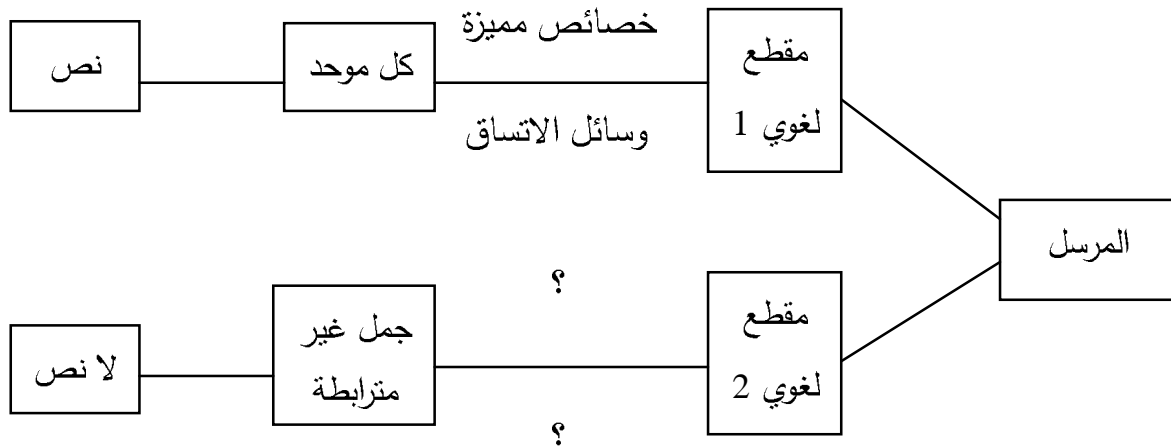 المرسل
مقطع
لغوي 1
خصائص مميزة
وسائل الاتساق
كل موحد
نص
مقطع
لغوي 2
؟
؟
جمل غير
مترابطة
لا نص